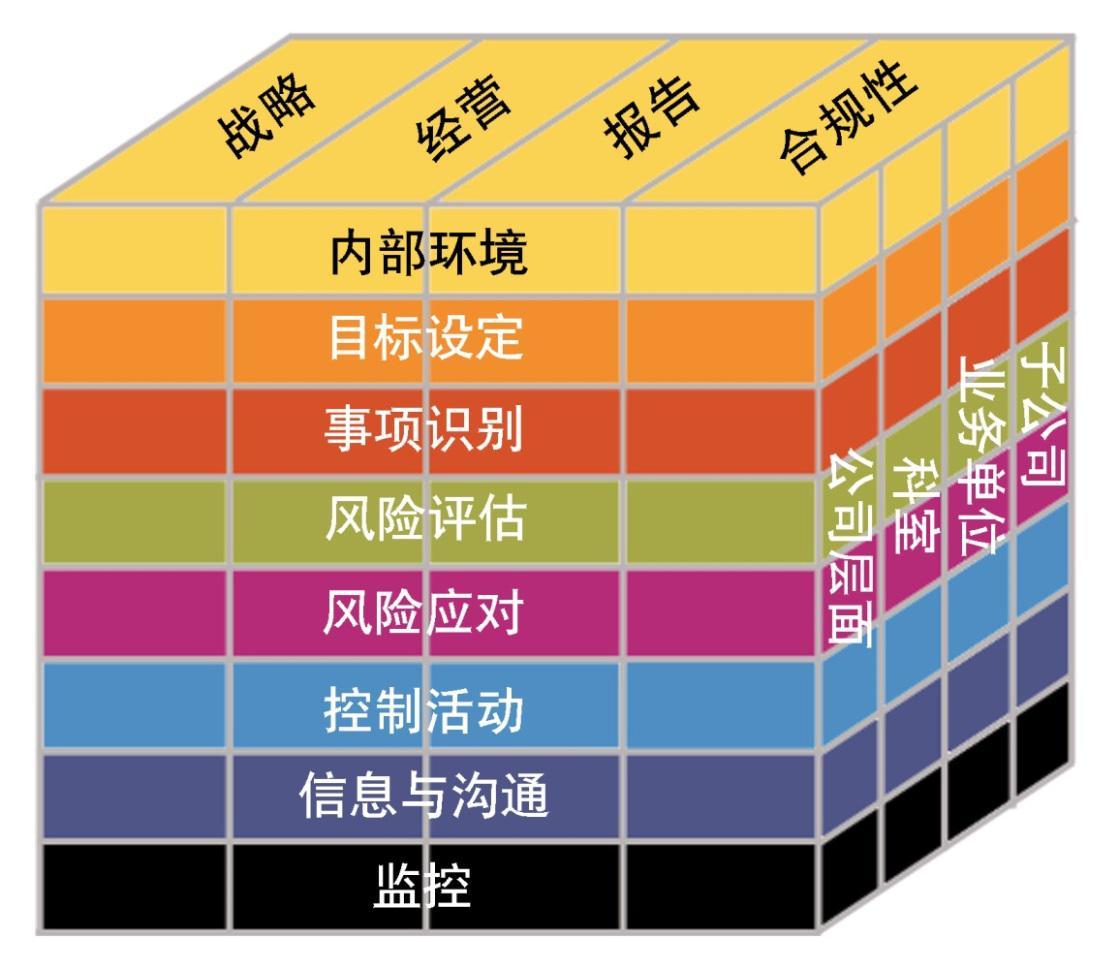 战略
经营
报告
合规性
内部环境
目标设定
事项识别
风险评估
风险应对
控制活动
信息与沟通
监控
公司层面
科室
业务单位
子公司